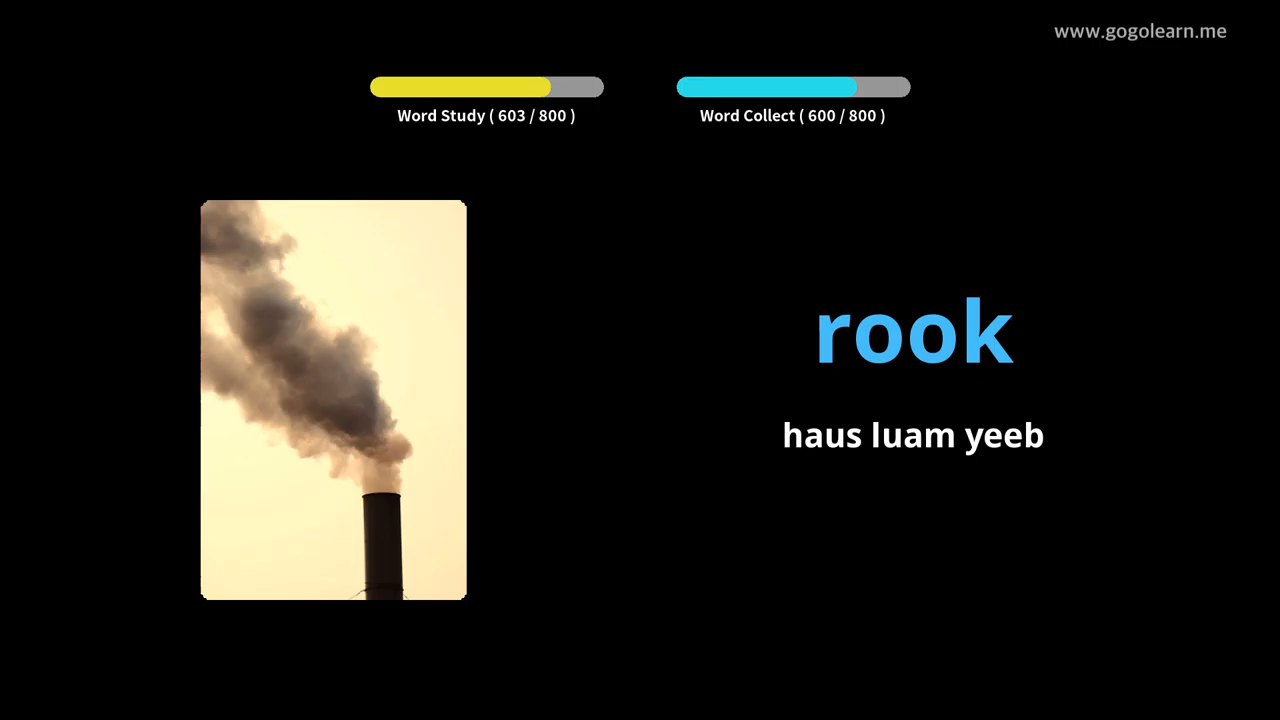 www.gogolearn.me
Word Study ( 603 / 800 )
Word Collect ( 600 / 800 )
rook
haus luam yeeb